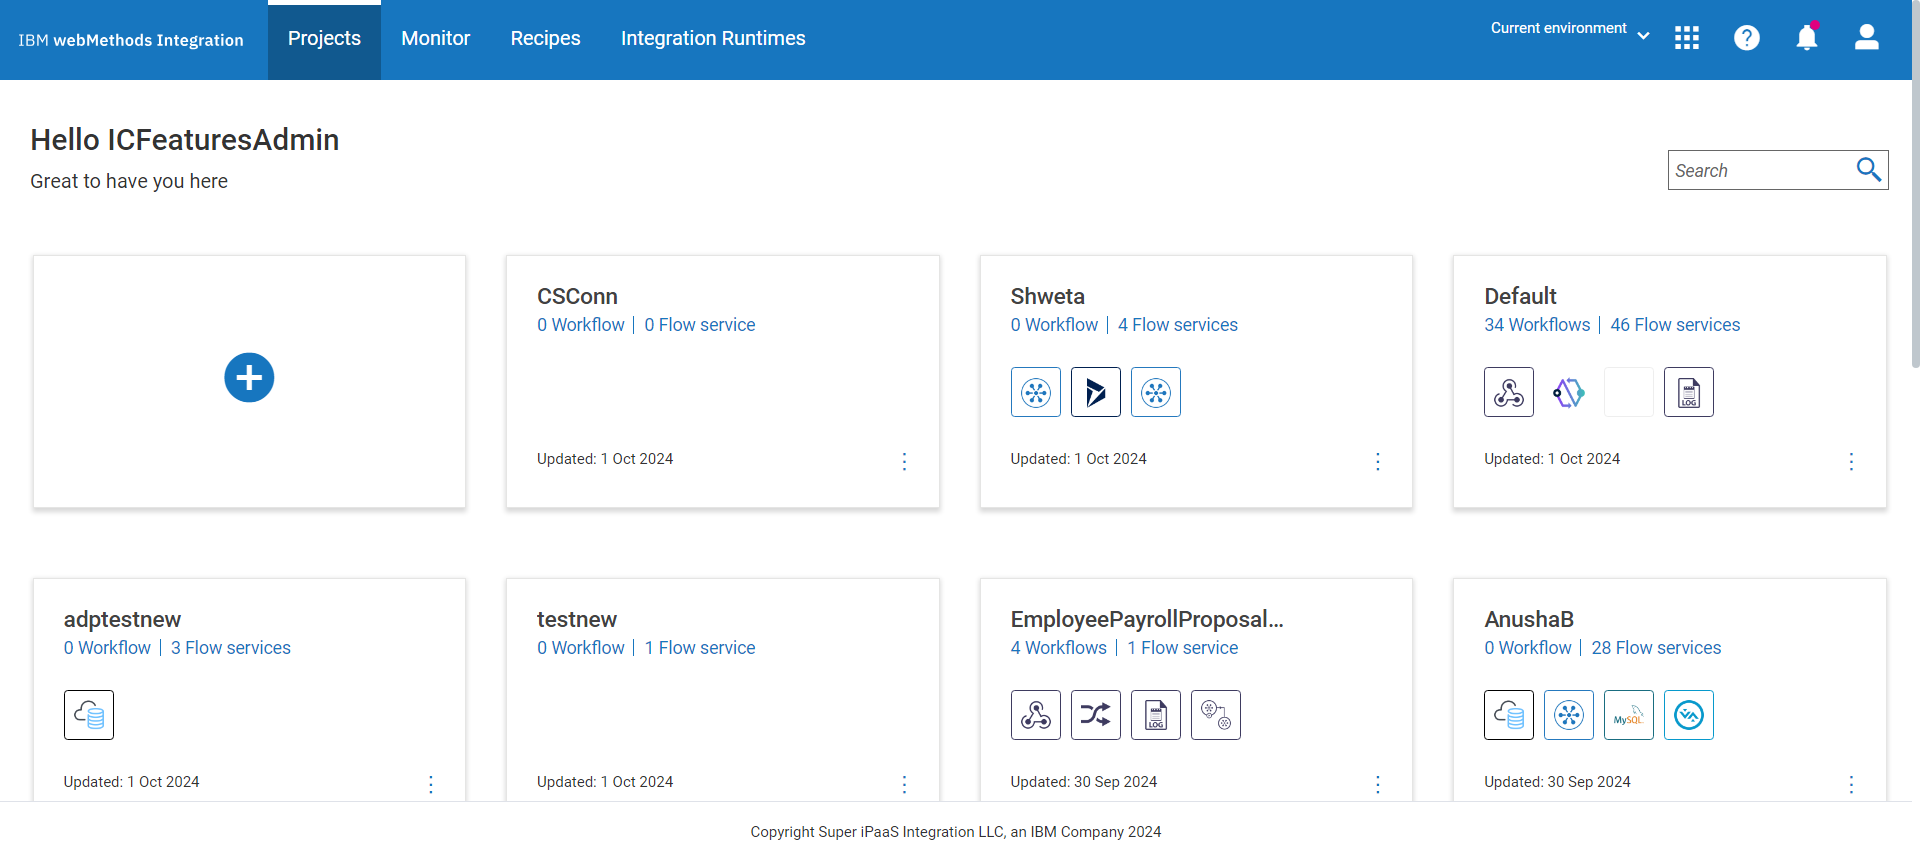 IBM webMethods Integration
Projects
Monitor
Recipes
Integration Runtimes
Current environment
?
Hello ICFeaturesAdmin
Great to have you here
Search
CSConn
0 Workflow | 0 Flow service
Updated: 1 Oct 2024
Shweta
0 Workflow | 4 Flow services
Updated: 1 Oct 2024
Default
34 Workflows | 46 Flow services
LOG
Updated: 1 Oct 2024
adptestnew
0 Workflow | 3 Flow services
Updated: 1 Oct 2024
testnew
0 Workflow | 1 Flow service
Updated: 1 Oct 2024
EmployeePayrollProposal...
4 Workflows | 1 Flow service
LOG
Updated: 30 Sep 2024
AnushaB
0 Workflow | 28 Flow services
MySQL
Updated: 30 Sep 2024
Copyright Super iPaaS Integration LLC, an IBM Company 2024